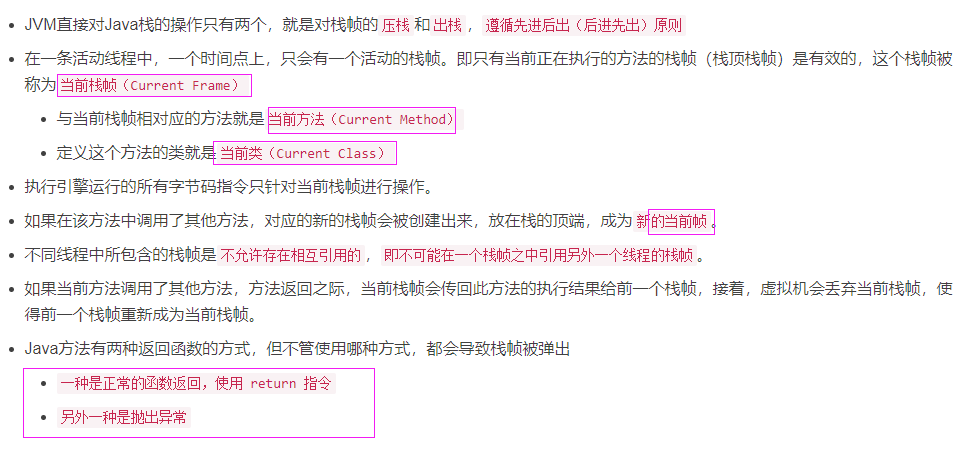 JVM直接对Java栈的操作只有两个，就是对栈帧的 压栈 和 出栈，遵循先进后出（后进先出）原则
在一条活动线程中，一个时间点上，只会有一个活动的栈帧。即只有当前正在执行的方法的栈帧（栈顶栈帧）是有效的，这个栈帧被
称为 当前栈帧（Current Frame）
与当前栈帧相对应的方法就是 当前方法（Current Method）
定义这个方法的类就是 当前类（Current Class）
执行引擎运行的所有字节码指令只针对当前栈帧进行操作。
如果在该方法中调用了其他方法，对应的新的栈帧会被创建出来，放在栈的顶端，成为 新的当前帧。
不同线程中所包含的栈帧是 不允许存在相互引用的，即不可能在一个栈帧之中引用另外一个线程的栈帧。
如果当前方法调用了其他方法，方法返回之际，当前栈帧会传回此方法的执行结果给前一个栈帧，接着，虚拟机会丢弃当前栈帧，使
得前一个栈帧重新成为当前栈帧。
Java方法有两种返回函数的方式，但不管使用哪种方式，都会导致栈帧被弹出
一种是正常的函数返回，使用 return 指令
另外一种是抛出异常